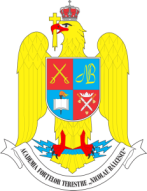 ACADEMIA FORȚELOR TERESTRE „NICOLAE BĂLCESCU”